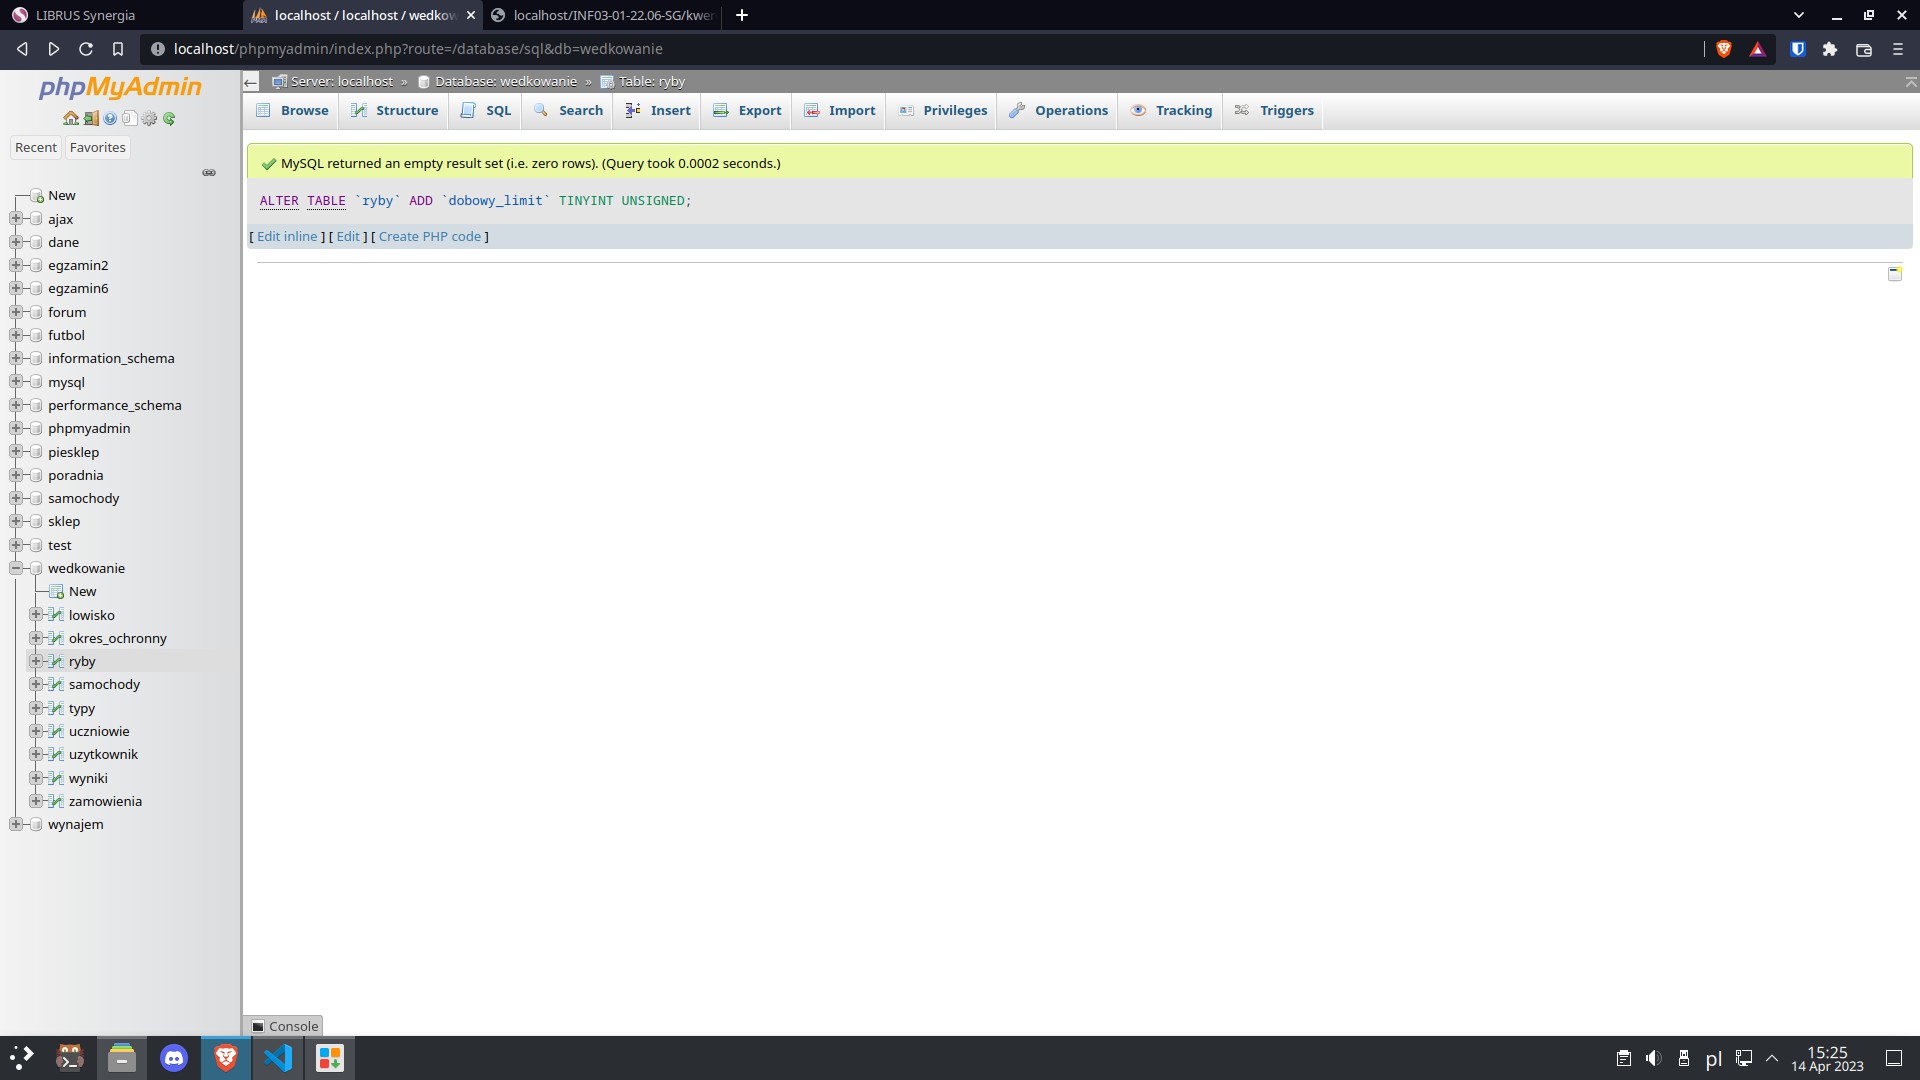 LIBRUS Synergia
localhost / localhost / wedkow
localhost/INF03-01-22.06-SG/kwer
localhost/phpmyadmin/index.php?route=/database/sql&db=wedkowanie
phpMyAdmin
Recent
Favorites
New
ajax
dane
egzamin2
egzamin6
forum
futbol
information_schema
mysql
performance_schema
phpmyadmin
piesklep
poradnia
samochody
sklep
test
wedkowanie
New
lowisko
okres_ochronny
ryby
samochody
typy
uczniowie
uzytkownik
wyniki
zamowienia
wynajem
Server: localhost » Database: wedkowanie » Table: ryby
Browse Structure SQL Search Insert Export Import Privileges Operations Tracking Triggers
MySQL returned an empty result set (i.e. zero rows). (Query took 0.0002 seconds.)
ALTER TABLE `ryby` ADD `dobowy_limit` TINYINT UNSIGNED;
[ Edit inline ] [ Edit ] [ Create PHP code ]
Console
pl
15:25
14 Apr 2023